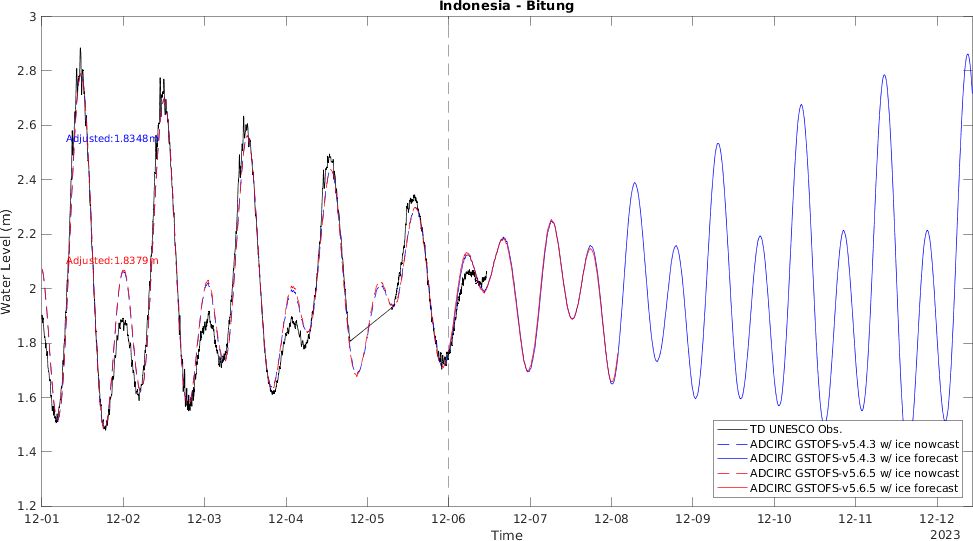 Indonesia - Bitung
3
2.8
2.6
2.4
2.2
2
1.8
1.6
1.4
1.2
Water Level (m)
Adjusted:1.8348m
Adjusted:1.8379m
TD UNESCO Obs.
ADCIRC GSTOFS-v5.4.3 w/ ice nowcast
ADCIRC GSTOFS-v5.4.3 w/ ice forecast
ADCIRC GSTOFS-v5.6.5 w/ ice nowcast
ADCIRC GSTOFS-v5.6.5 w/ ice forecast
12-01 12-02 12-03 12-04 12-05 12-06 12-07 12-08 12-09 12-10 12-11 12-12
2023
Time